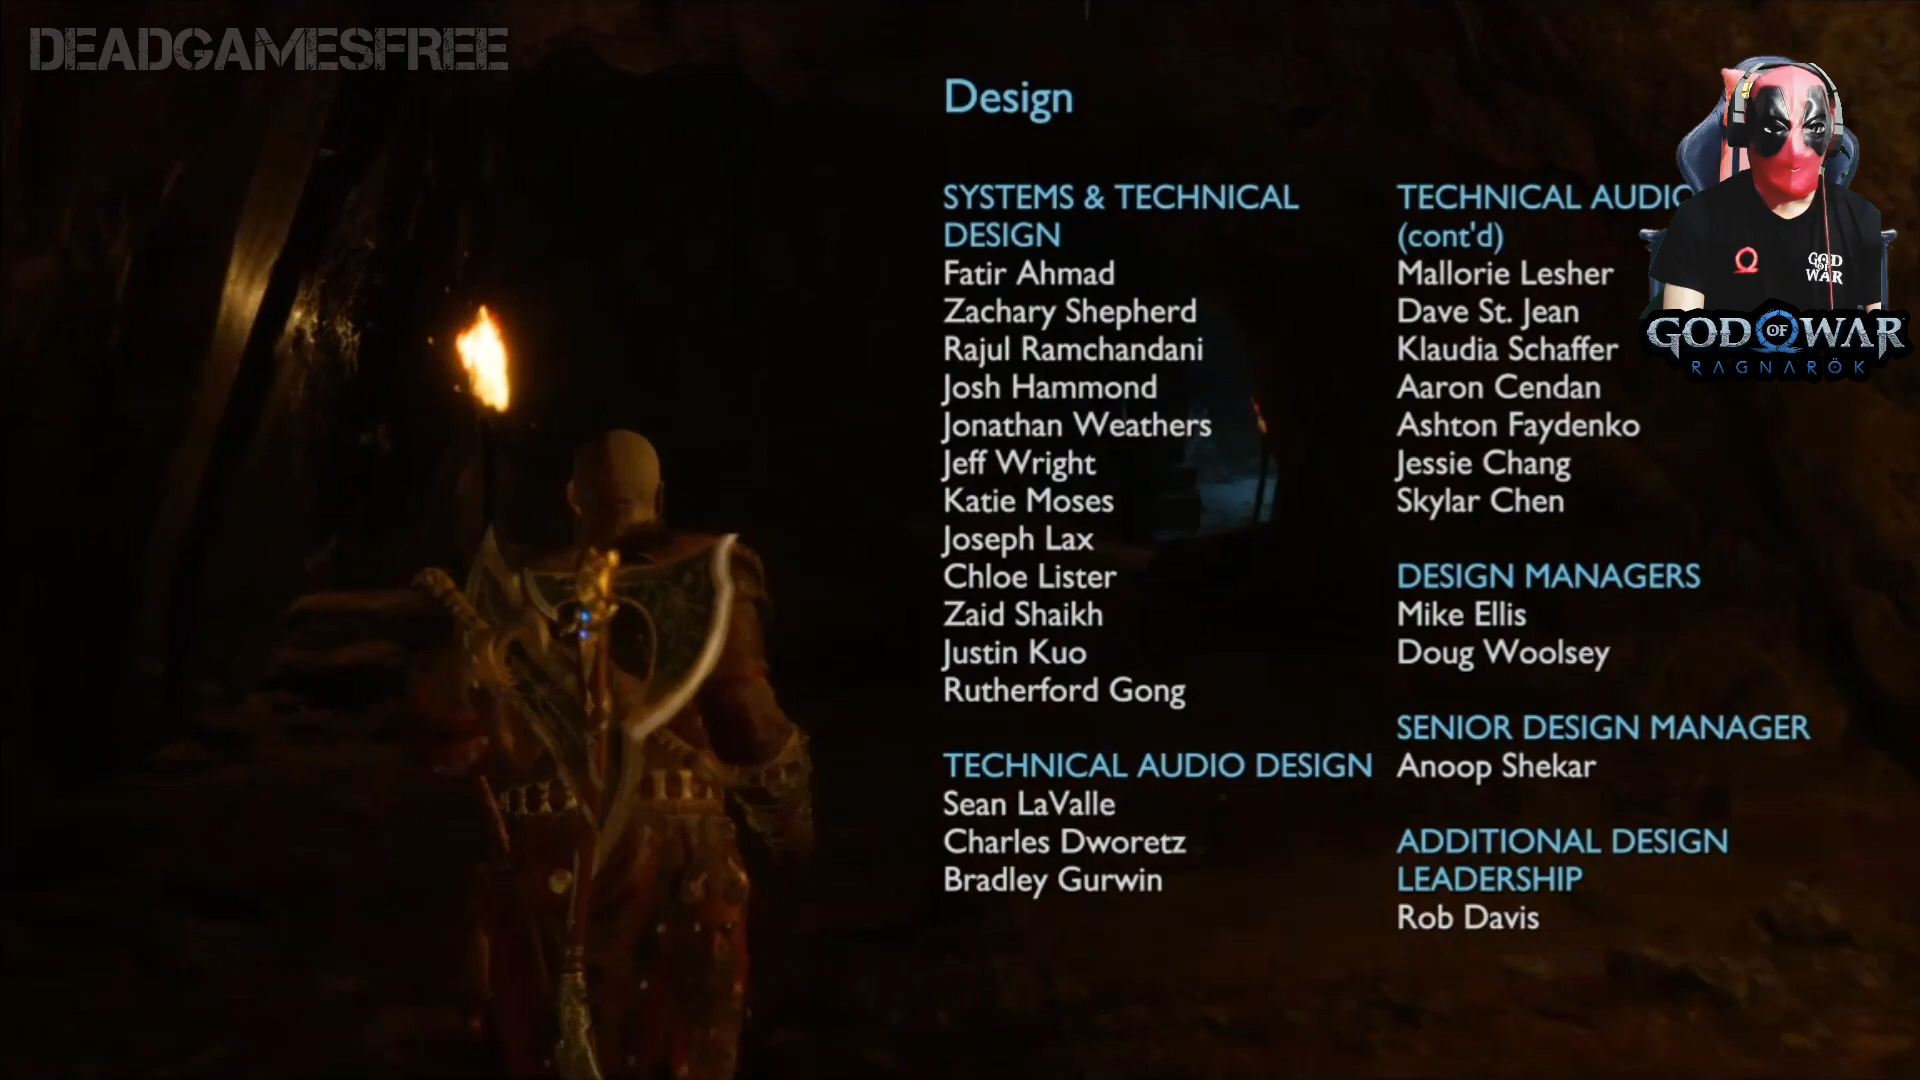 DEADGAMESFREE
Design
SYSTEMS & TECHNICAL
DESIGN
Fatir Ahmad
Zachary Shepherd
Rajul Ramchandani
Josh Hammond
Jonathan Weathers
Jeff Wright
Katie Moses
Joseph Lax
Chloe Lister
Zaid Shaikh
Justin Kuo
Rutherford Gong
TECHNICAL AUDIO DESIGN
Sean LaValle
Charles Dworetz
Bradley Gurwin
TECHNICAL AUDIO
(cont'd)
Mallorie Lesher
Dave St. Jean
Klaudia Schaffer
Aaron Cendan
Ashton Faydenko
Jessie Chang
Skylar Chen
DESIGN MANAGERS
Mike Ellis
Doug Woolsey
SENIOR DESIGN MANAGER
Anoop Shekar
ADDITIONAL DESIGN
LEADERSHIP
Rob Davis
GOD
OF
WAR
GOD OF WAR
RAGNARÖK